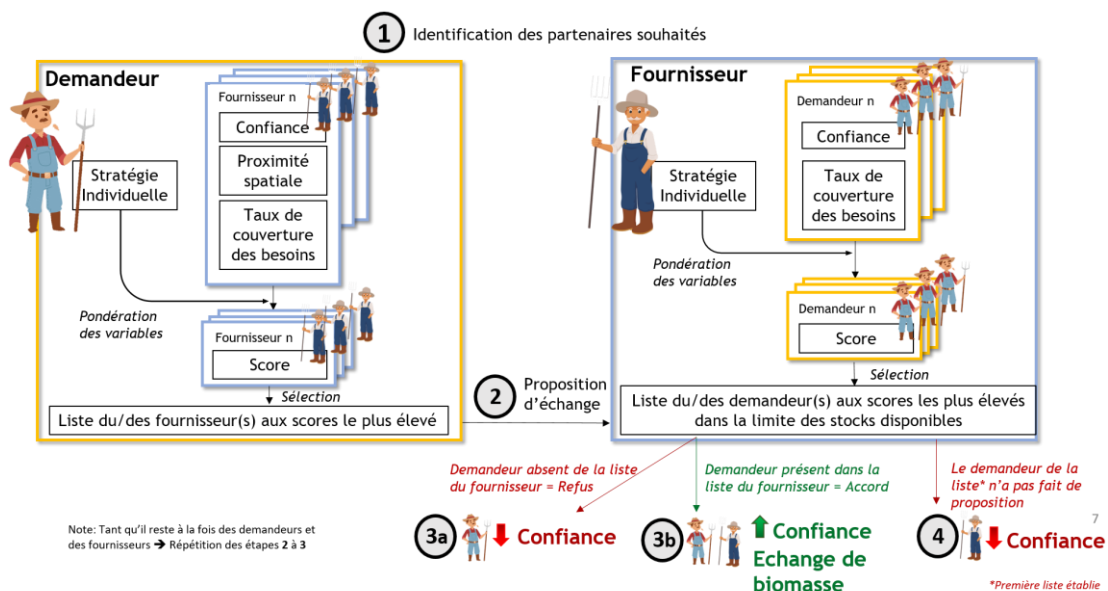 1 Identification des partenaires souhaités
Demandeur
Fournisseur n
Confiance
Proximité
spatiale
Taux de
couverture
des besoins
Stratégie
Individuelle
Pondération
des variables
Fournisseur n
Score
Sélection
Liste du/des fournisseur(s) aux scores le plus élevé
2 Proposition
d'échange
Fournisseur
Demandeur n
Confiance
Taux de
couverture
des besoins
Stratégie
Individuelle
Pondération
des variables
Demandeur n
Score
Sélection
Liste du/des demandeur(s) aux scores les plus élevés
dans la limite des stocks disponibles
Demandeur absent de la liste
du fournisseur = Refus
3a Confiance
Demandeur présent dans la
liste du fournisseur = Accord
3b Confiance
Echange de
biomasse
Le demandeur de la
liste* n'a pas fait de
proposition
4 Confiance
7
*Première liste établie
Note: Tant qu'il reste à la fois des demandeurs et
des fournisseurs ➔ Répétition des étapes 2 à 3